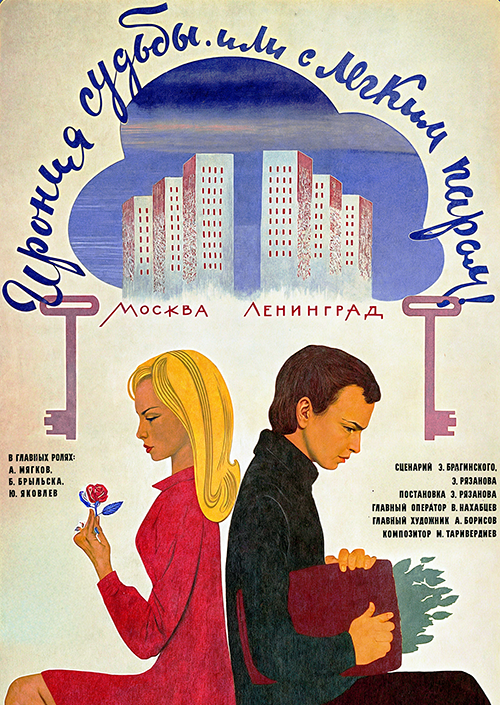 Ирония судьбы. или с легким паром!
Москва Ленинград
В ГЛАВНЫХ РОЛЯХ:
А. МЯГКОВ,
Б. БРЫЛЬСКА,
Ю. ЯКОВЛЕВ
СЦЕНАРИЙ Э. БРАГИНСКОГО,
Э. РЯЗАНОВА
ПОСТАНОВКА Э. РЯЗАНОВА
ГЛАВНЫЙ ОПЕРАТОР В. НАХАБЦЕВ
ГЛАВНЫЙ ХУДОЖНИК А. БОРИСОВ
КОМПОЗИТОР М. ТАРИВЕРДИЕВ